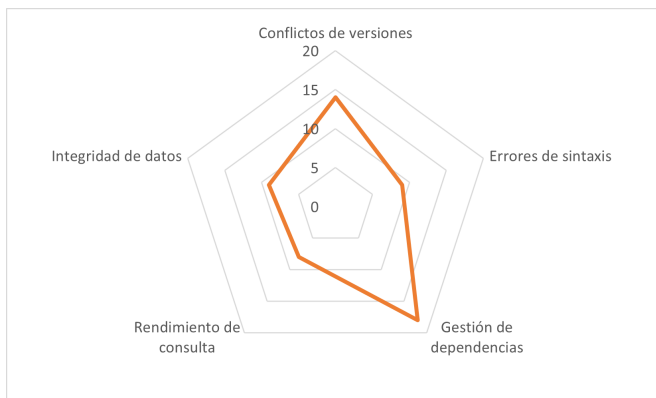 Conflictos de versiones
20
15
10
5
0
Errores de sintaxis
Gestión de
dependencias
Rendimiento de
consulta
Integridad de datos